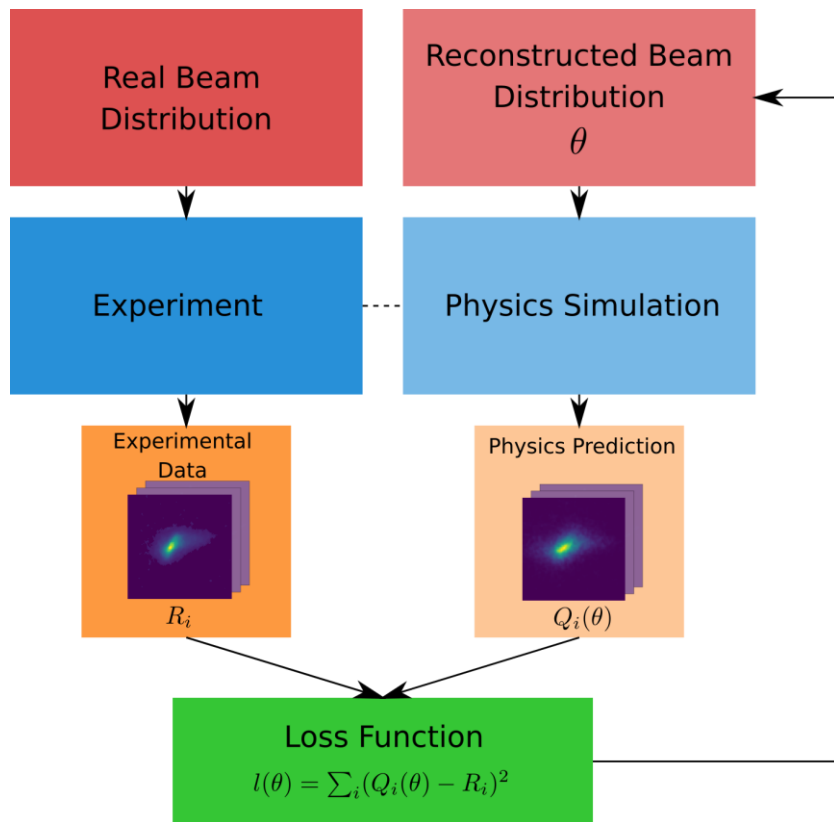 Real Beam
Distribution
Reconstructed Beam
Distribution
θ
Experiment
Physics Simulation
Experimental
Data
R_i
Physics Prediction
Q_i(θ)
Loss Function
l(θ) = ∑_i(Q_i(θ) − R_i)^2